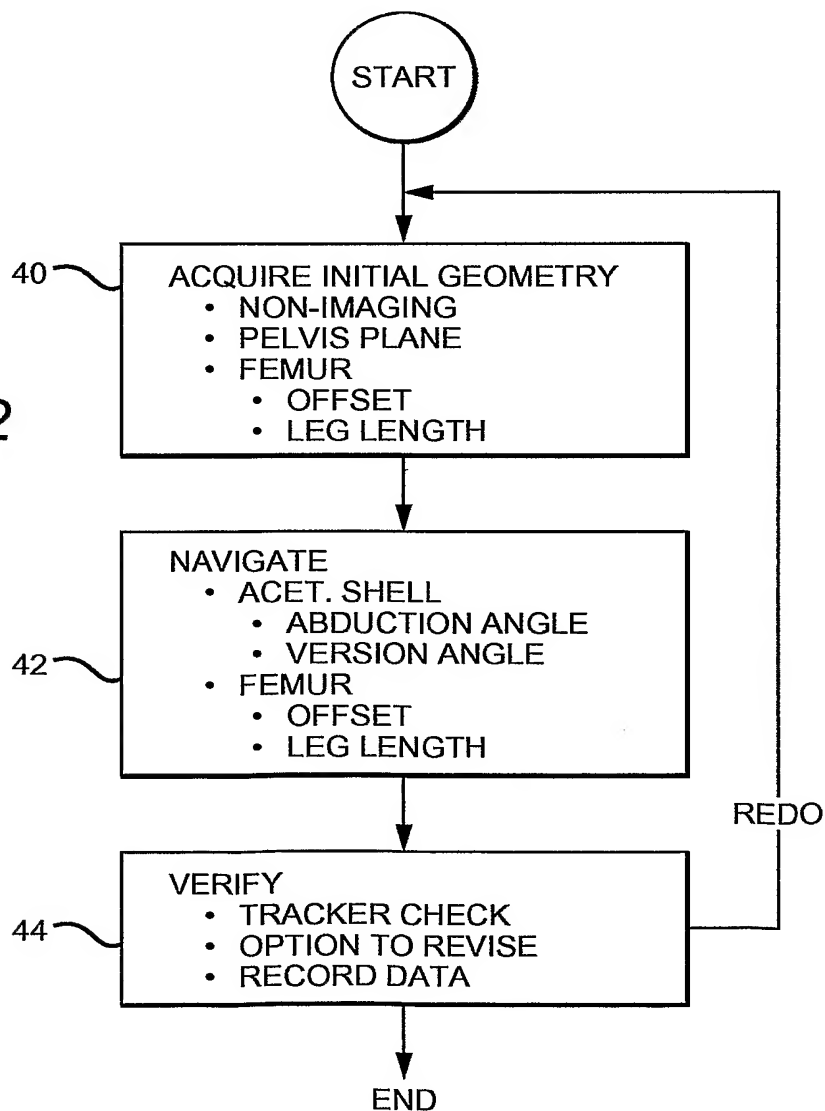 START
40
ACQUIRE INITIAL GEOMETRY
• NON-IMAGING
• PELVIS PLANE
• FEMUR
• OFFSET
• LEG LENGTH
2
42
NAVIGATE
• ACET. SHELL
• ABDUCTION ANGLE
• VERSION ANGLE
• FEMUR
• OFFSET
• LEG LENGTH
REDO
44
VERIFY
• TRACKER CHECK
• OPTION TO REVISE
• RECORD DATA
END